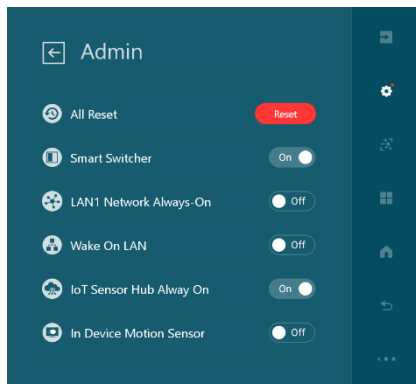 Admin
All Reset Reset
Smart Switcher On
LAN1 Network Always-On Off
Wake On LAN Off
IoT Sensor Hub Alway On On
In Device Motion Sensor Off